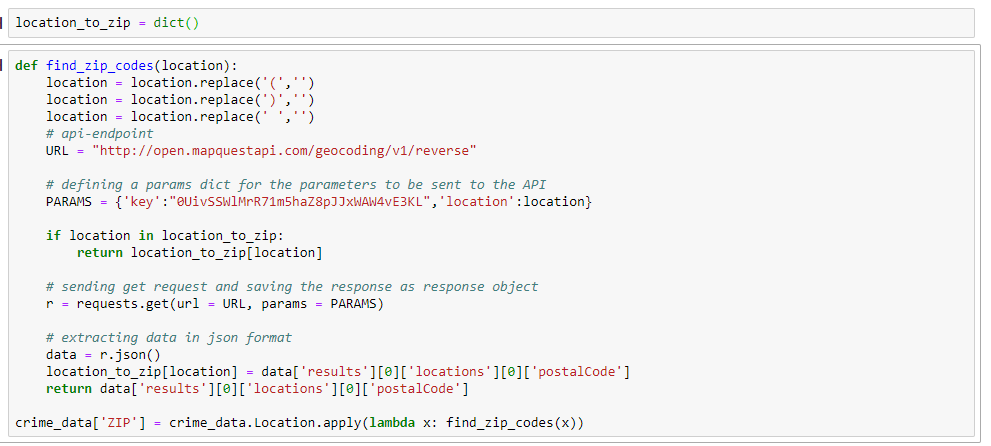 location_to_zip = dict()
def find_zip_codes(location):
    location = location.replace('(','')
    location = location.replace(')','')
    location = location.replace(' ','')
    # api-endpoint
    URL = "http://open.mapquestapi.com/geocoding/v1/reverse"
    # defining a params dict for the parameters to be sent to the API
    PARAMS = {'key':"0UivSSWlMrR71m5haZ8pJJxWAW4vE3KL",'location':location}
    if location in location_to_zip:
        return location_to_zip[location]
    # sending get request and saving the response as response object
    r = requests.get(url = URL, params = PARAMS)
    # extracting data in json format
    data = r.json()
    location_to_zip[location] = data['results'][0]['locations'][0]['postalCode']
    return data['results'][0]['locations'][0]['postalCode']
crime_data['ZIP'] = crime_data.Location.apply(lambda x: find_zip_codes(x))